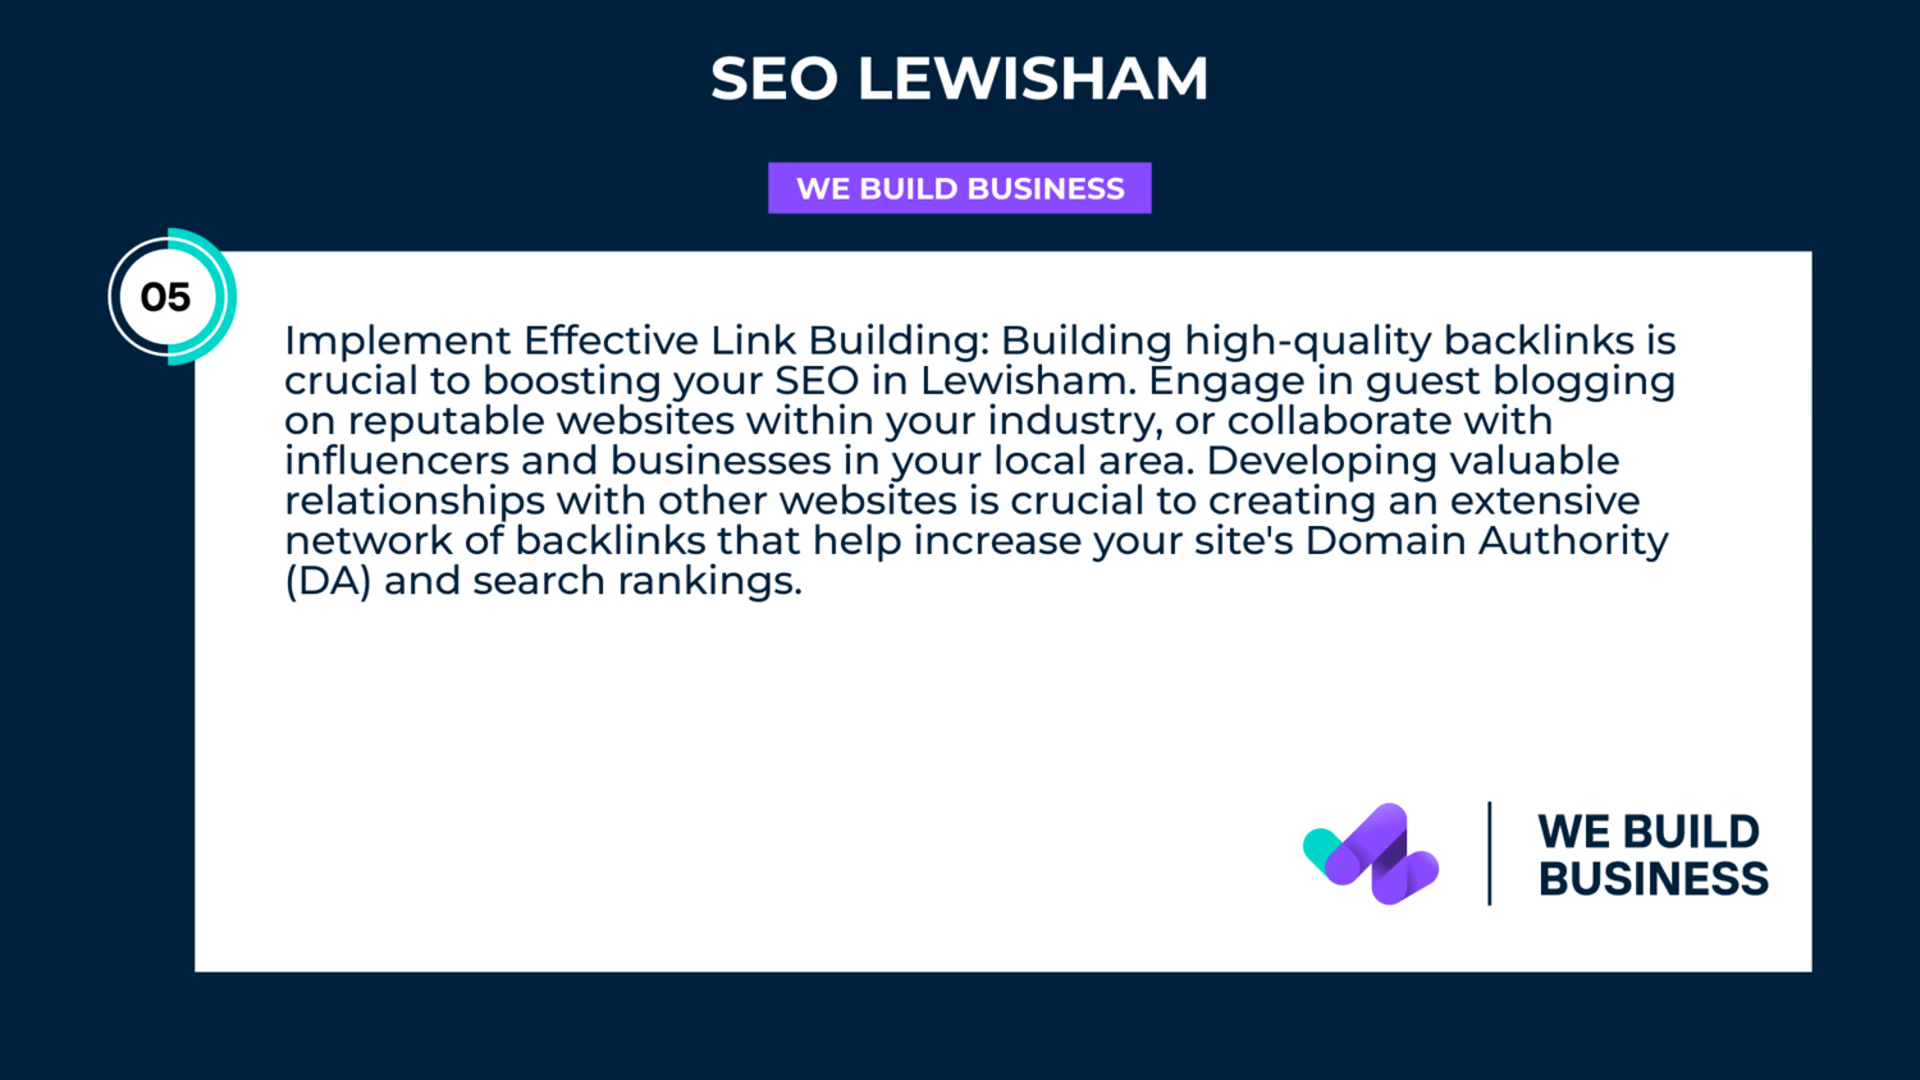 SEO LEWISHAM
WE BUILD BUSINESS
05
Implement Effective Link Building: Building high-quality backlinks is
crucial to boosting your SEO in Lewisham. Engage in guest blogging
on reputable websites within your industry, or collaborate with
influencers and businesses in your local area. Developing valuable
relationships with other websites is crucial to creating an extensive
network of backlinks that help increase your site's Domain Authority
(DA) and search rankings.
WE BUILD
BUSINESS